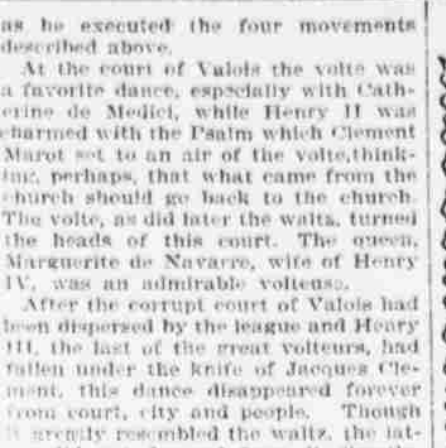 as he executed the four movements
described above.
At the court of Valois the volte was
a favorite dance, especially with Cath-
erine de Medici, while Henry II was
charmed with the Psalm which Clement
Marot set to an air of the volte,think-
ing, perhaps, that what came from the
church should go back to the church.
The volte, as did later the waltz, turned
the heads of this court. The queen,
Marguerite de Navarre, wife of Henry
IV, was an admirable volteuse.
After the corrupt court of Valois had
been dispersed by the league and Henry
III, the last of the great volteurs, had
fallen under the knife of Jacques Cle-
ment, this dance disappeared forever
from court, city and people. Though
it greatly resembled the waltz, the lat-